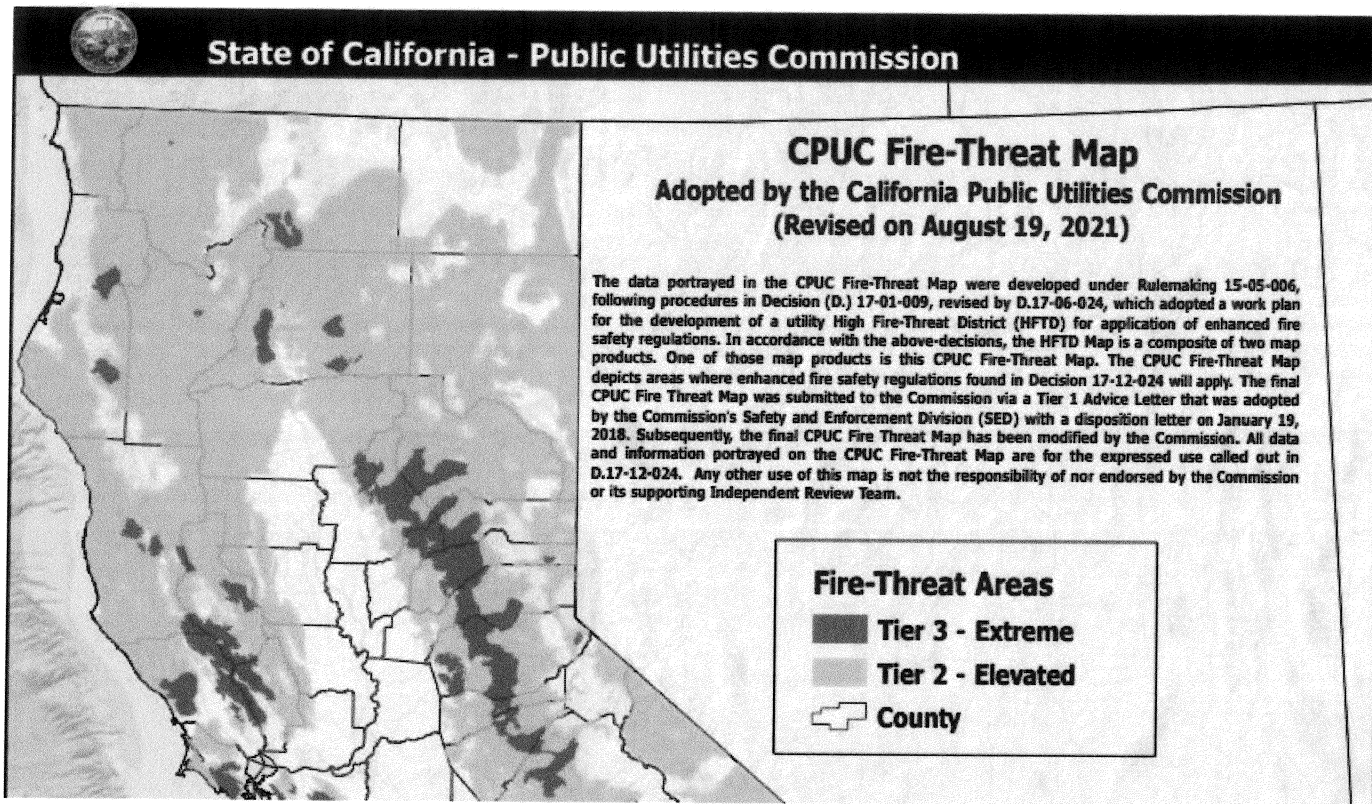 State of California - Public Utilities Commission
CPUC Fire-Threat Map
Adopted by the California Public Utilities Commission
(Revised on August 19, 2021)
The data portrayed in the CPUC Fire-Threat Map were developed under Rulemaking 15-05-006,
following procedures in Decision (D.) 17-01-009, revised by D.17-06-024, which adopted a work plan
for the development of a utility High Fire-Threat District (HFTD) for application of enhanced fire
safety regulations. In accordance with the above-decisions, the HFTD Map is a composite of two map
products. One of those map products is this CPUC Fire-Threat Map. The CPUC Fire-Threat Map
depicts areas where enhanced fire safety regulations found in Decision 17-12-024 will apply. The final
CPUC Fire Threat Map was submitted to the Commission via a Tier 1 Advice Letter that was adopted
by the Commission's Safety and Enforcement Division (SED) with a disposition letter on January 19,
2018. Subsequently, the final CPUC Fire Threat Map has been modified by the Commission. All data
and information portrayed on the CPUC Fire-Threat Map are for the expressed use called out in
D.17-12-024. Any other use of this map is not the responsibility of nor endorsed by the Commission
or its supporting Independent Review Team.
Fire-Threat Areas
Tier 3 - Extreme
Tier 2 - Elevated
County